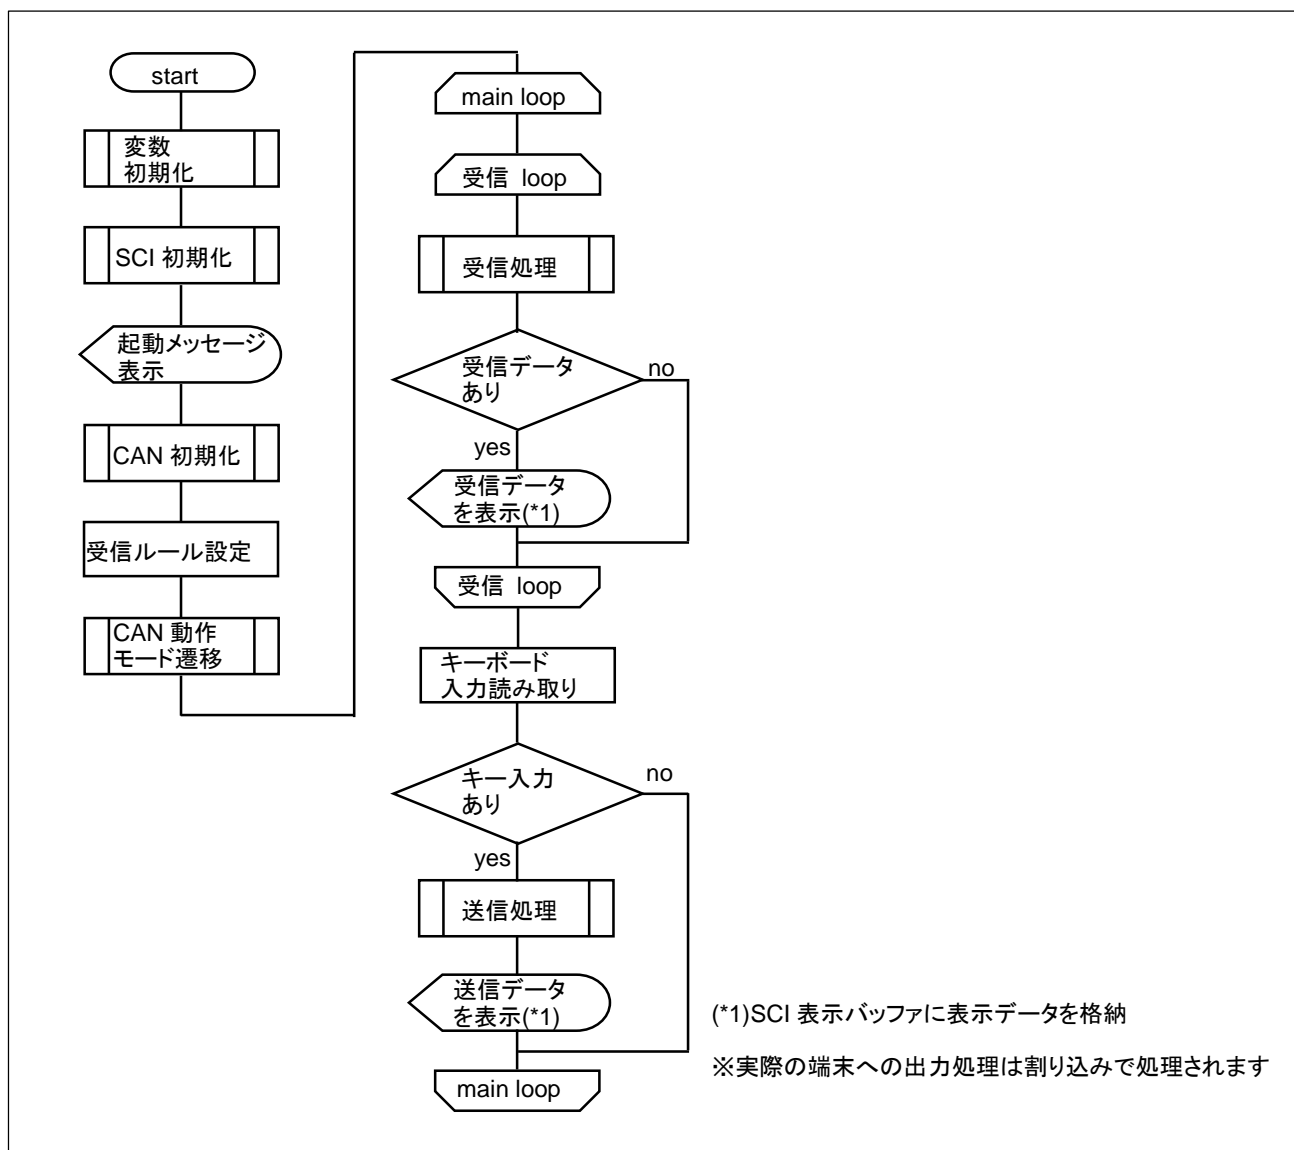 start
変数
初期化
SCI 初期化
起動メッセージ
表示
CAN 初期化
受信ルール設定
CAN 動作
モード遷移
main loop
受信 loop
受信処理
受信データ
あり
no
yes
受信データ
を表示(*1)
受信 loop
キーボード
入力読み取り
キー入力
あり
no
yes
送信処理
送信データ
を表示(*1)
main loop
(*1)SCI 表示バッファに表示データを格納
※実際の端末への出力処理は割り込みで処理されます